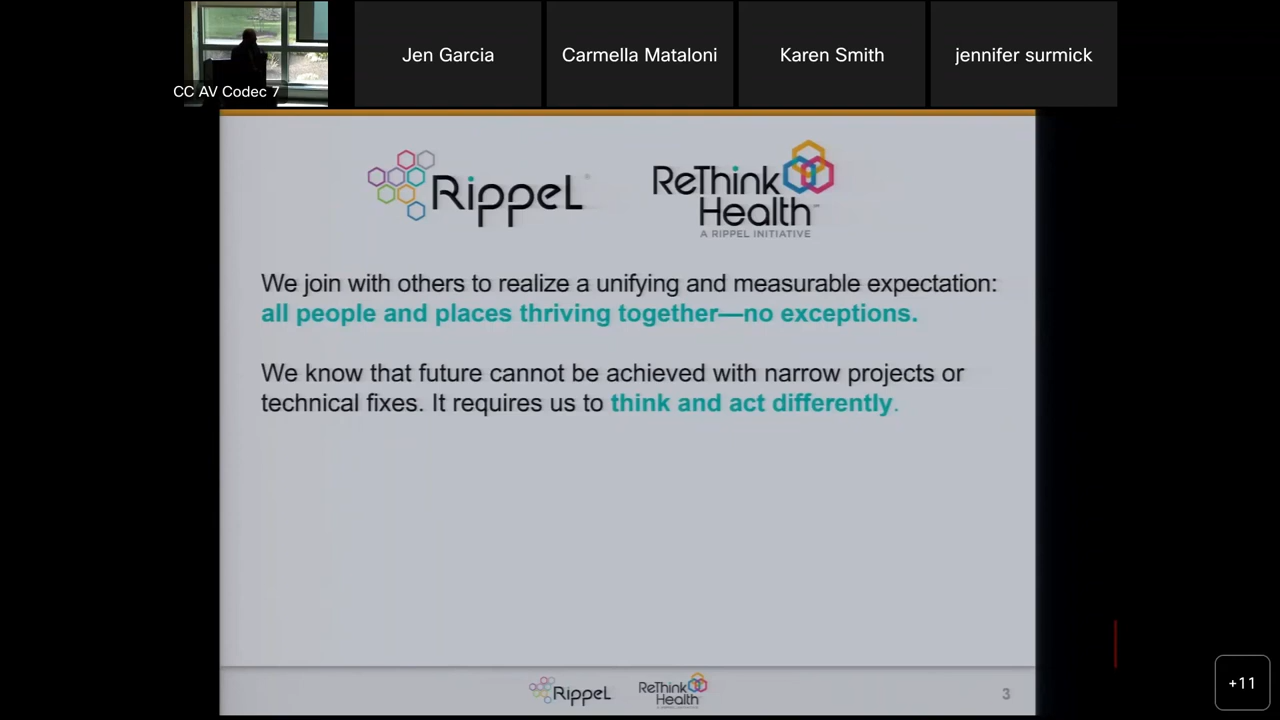 CC AV Codec 7
Jen Garcia
Carmella Mataloni
Karen Smith
jennifer surmick
Rippel
ReThink
Health
A RIPPEL INITIATIVE
We join with others to realize a unifying and measurable expectation:
all people and places thriving together—no exceptions.
We know that future cannot be achieved with narrow projects or
technical fixes. It requires us to think and act differently.
Rippel
ReThink
Health
3
+11